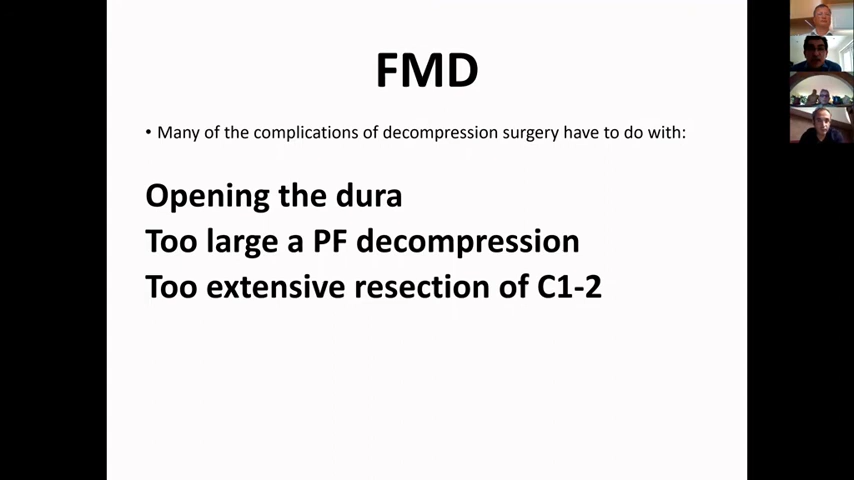 FMD
• Many of the complications of decompression surgery have to do with:
Opening the dura
Too large a PF decompression
Too extensive resection of C1-2